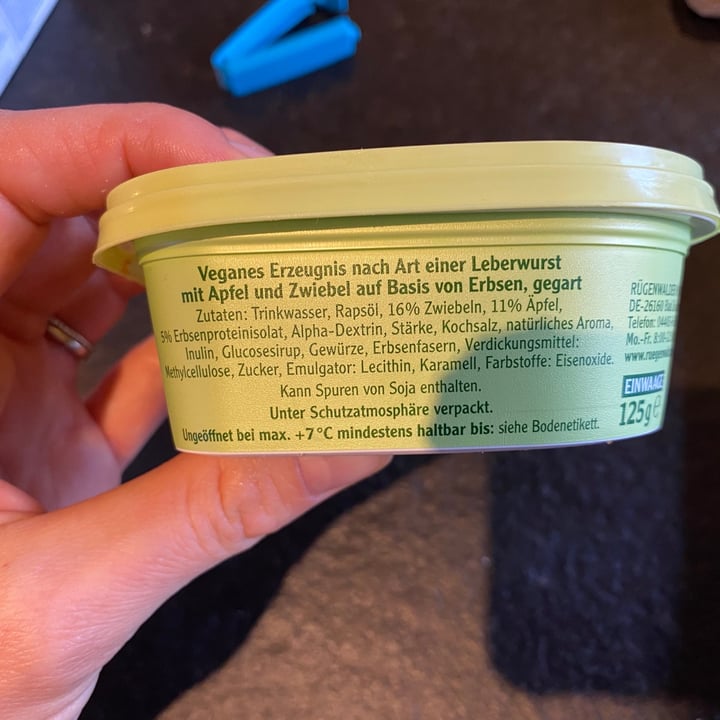 Veganes Erzeugnis nach Art einer Leberwurst
mit Apfel und Zwiebel auf Basis von Erbsen, gegart
Zutaten: Trinkwasser, Rapsöl, 16% Zwiebeln, 11% Äpfel,
5% Erbsenproteinisolat, Alpha-Dextrin, Stärke, Kochsalz, natürliches Aroma,
Inulin, Glucosesirup, Gewürze, Erbsenfasern, Verdickungsmittel:
Methylcellulose, Zucker, Emulgator: Lecithin, Karamell, Farbstoffe: Eisenoxide.
Kann Spuren von Soja enthalten.
Unter Schutzatmosphäre verpackt.
Ungeöffnet bei max. +7°C mindestens haltbar bis: siehe Bodenetikett.
RÜGENWALDER
DE-26160
Telefon:
Mo.-Fr.
EINWAAGE
125g e